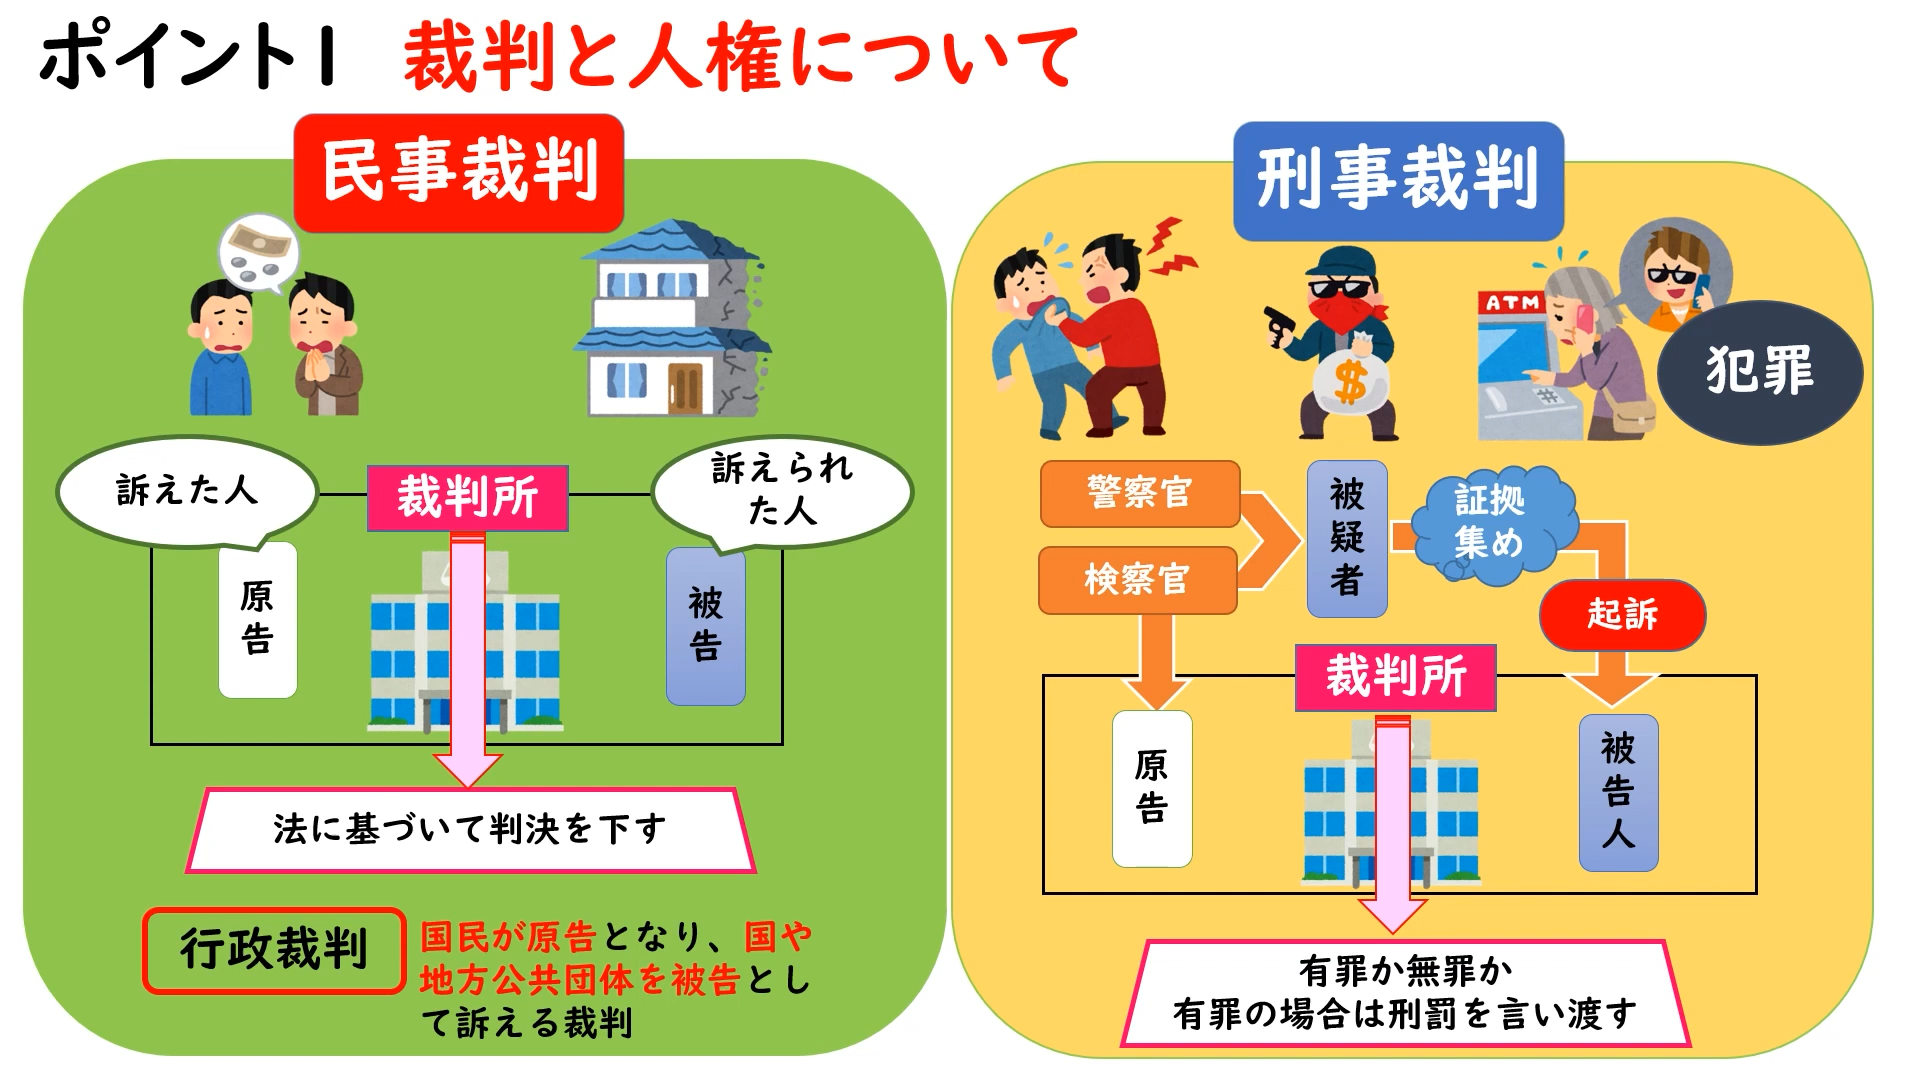 ポイント1　裁判と人権について
民事裁判
訴えた人
裁判所
訴えられ
た人
原
告
被
告
法に基づいて判決を下す
行政裁判
国民が原告となり、国や
地方公共団体を被告とし
て訴える裁判
刑事裁判
ATM
犯罪
警察官
検察官
被
疑
者
証拠
集め
起訴
裁判所
原
告
被
告
人
有罪か無罪か
有罪の場合は刑罰を言い渡す